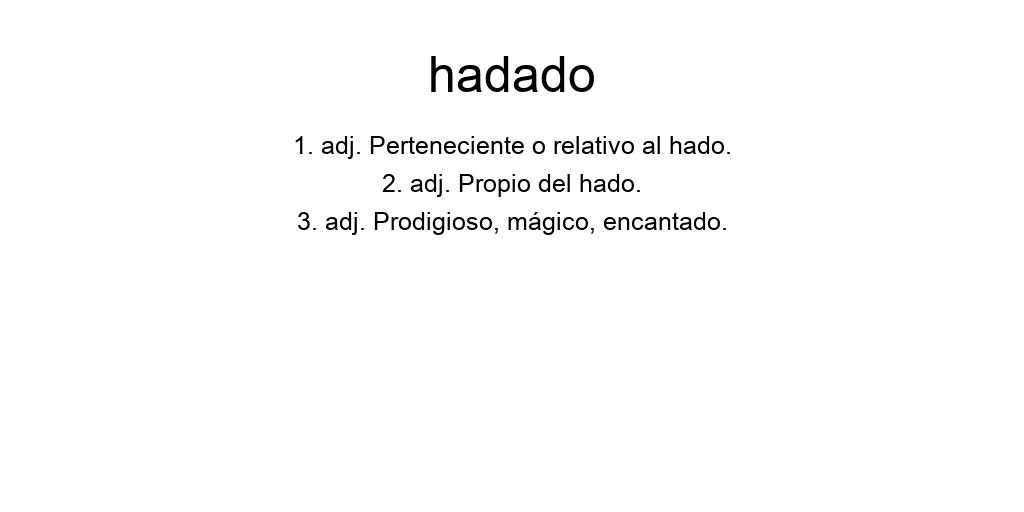 hadado
1. adj. Perteneciente o relativo al hado.
2. adj. Propio del hado.
3. adj. Prodigioso, mágico, encantado.